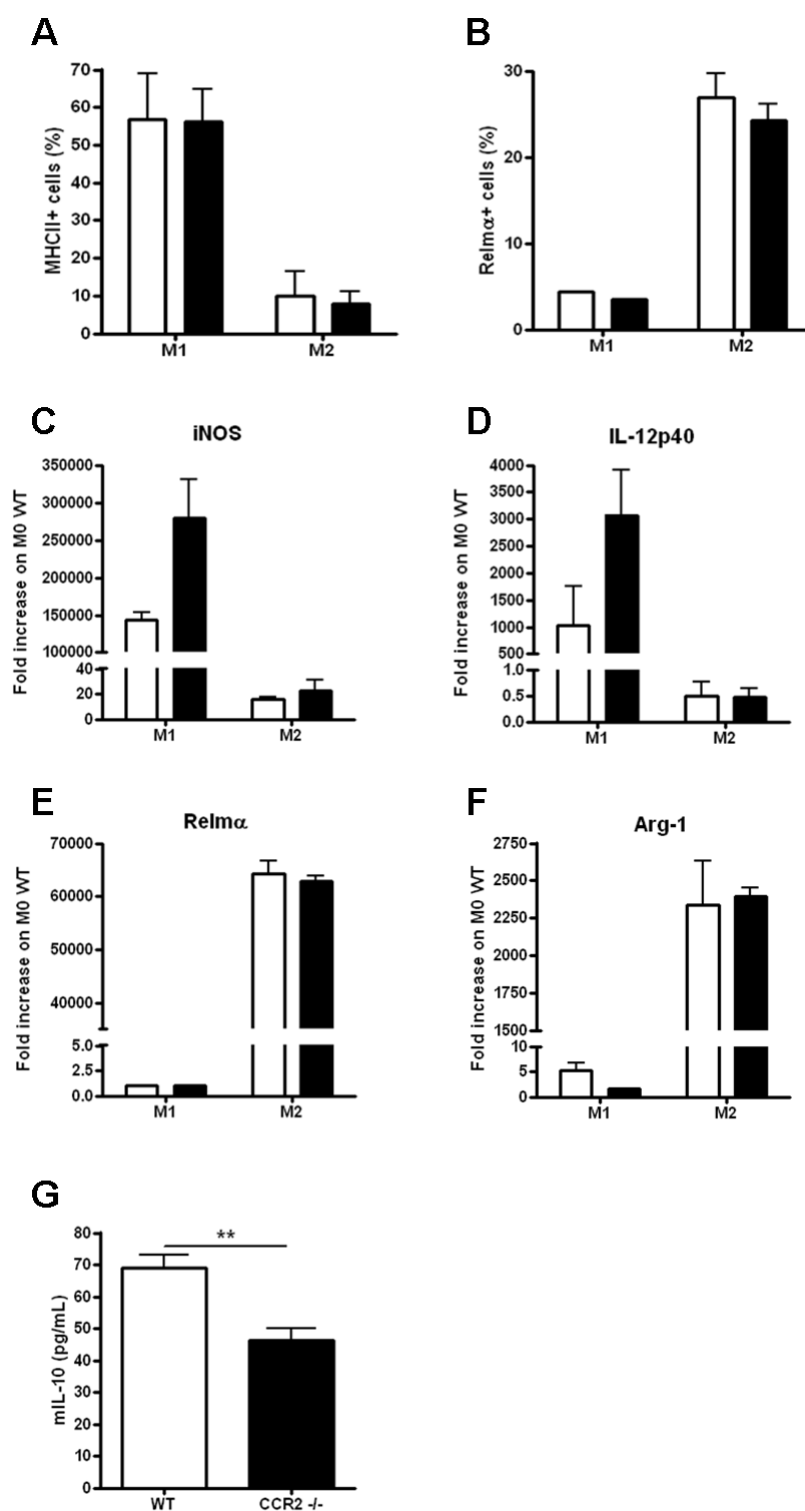 A
MHCII+ cells (%)
70
60
50
40
30
20
10
0
M1 M2
B
Relmα+ cells (%)
30
20
10
0
M1 M2
C
iNOS
Fold increase on M0 WT
350000
300000
250000
200000
150000
100000
40
20
0
M1 M2
D
IL-12p40
Fold increase on M0 WT
4000
3500
3000
2500
2000
1500
1000
500
1.0
0.5
0.0
M1 M2
E
Relmα
Fold increase on M0 WT
70000
60000
50000
40000
5.0
2.5
0.0
M1 M2
F
Arg-1
Fold increase on M0 WT
2750
2500
2250
2000
1750
1500
10
5
0
M1 M2
G
mIL-10 (pg/mL)
80
70
60
50
40
30
20
10
0
**
WT CCR2 -/-